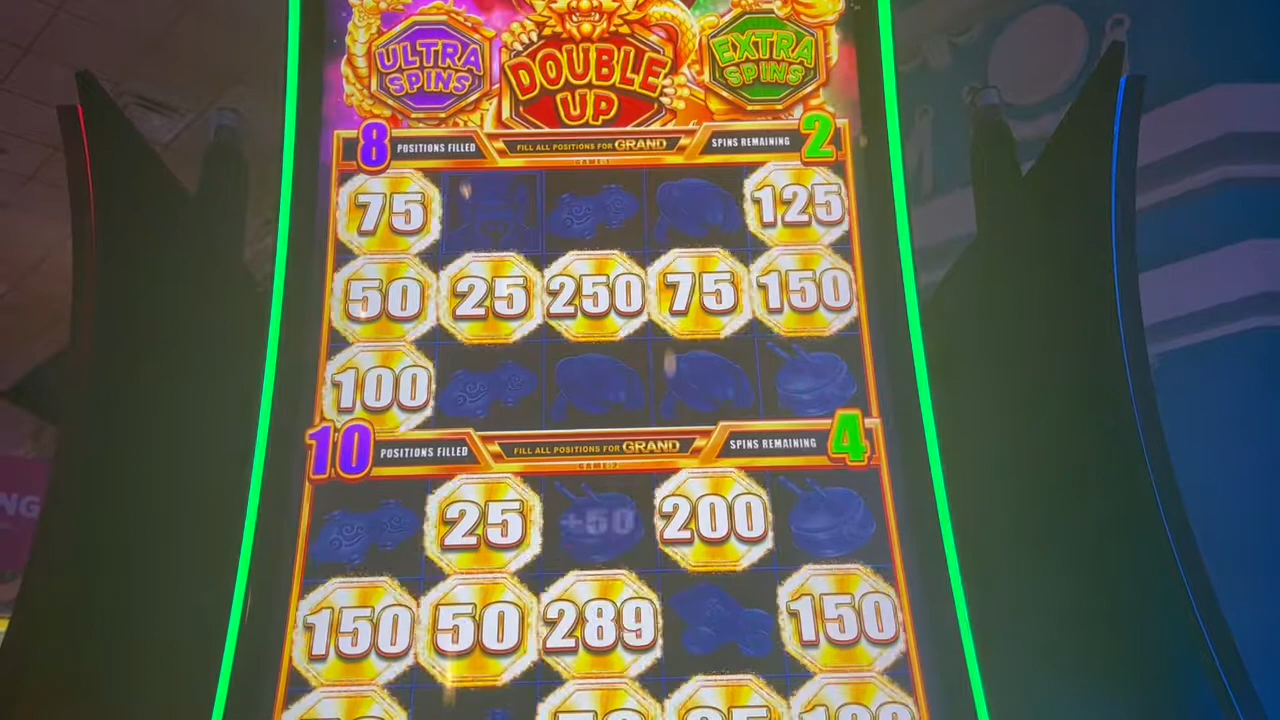 ULTRA SPINS
DOUBLE UP
EXTRA SPINS
8 POSITIONS FILLED
FILL ALL POSITIONS FOR GRAND
SPINS REMAINING 2
75 125
50 25 250 75 150
100
10 POSITIONS FILLED
FILL ALL POSITIONS FOR GRAND
SPINS REMAINING 4
25 +50 200
150 50 289 150
NG